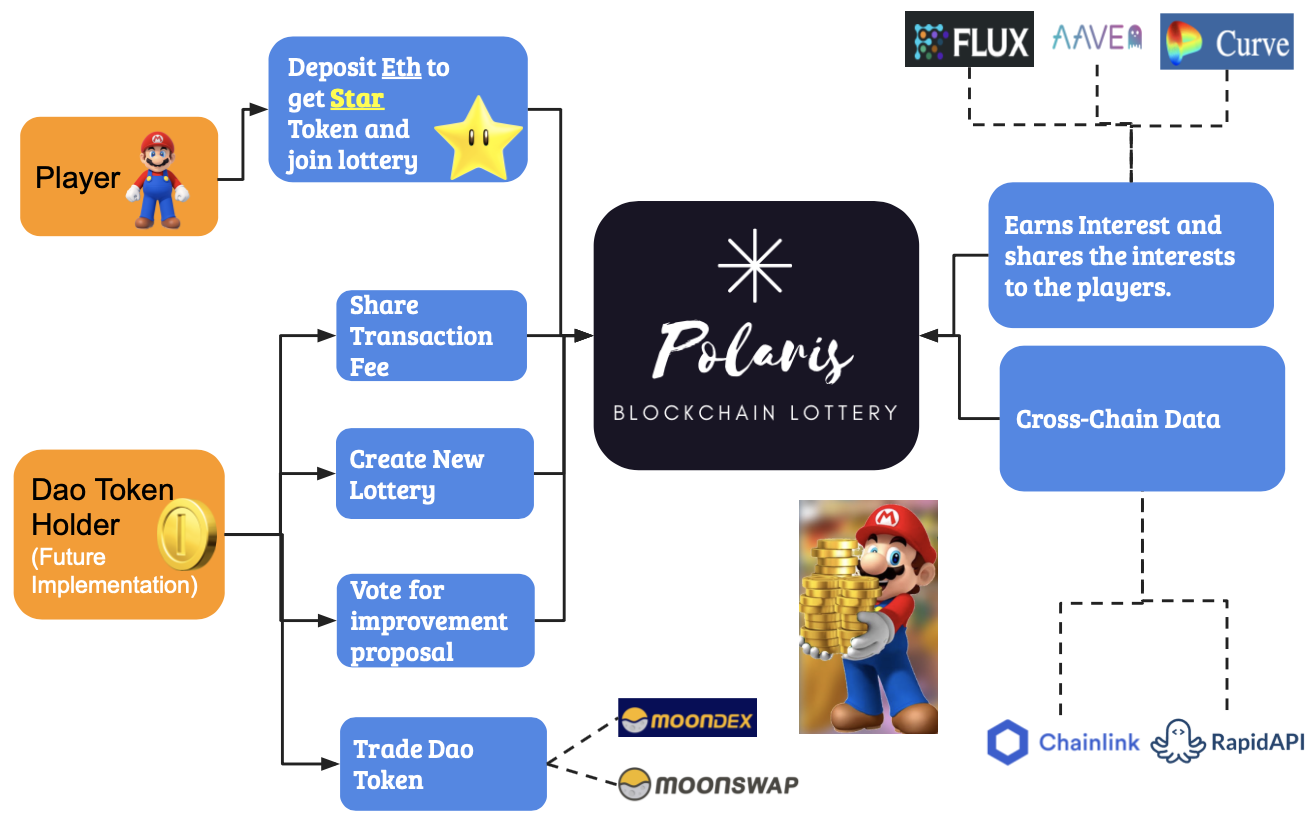 FLUX
AAVE
Curve
Deposit Eth to
get Star
Token and
join lottery
Player
M
Earns Interest and
shares the interests
to the players.
Share
Transaction
Fee
Polaris
BLOCKCHAIN LOTTERY
Cross-Chain Data
Create New
Lottery
Dao Token
Holder
(Future
Implementation)
M
Vote for
improvement
proposal
MOONDEX
Trade Dao
Token
MOONSWAP
Chainlink
<> RapidAPI